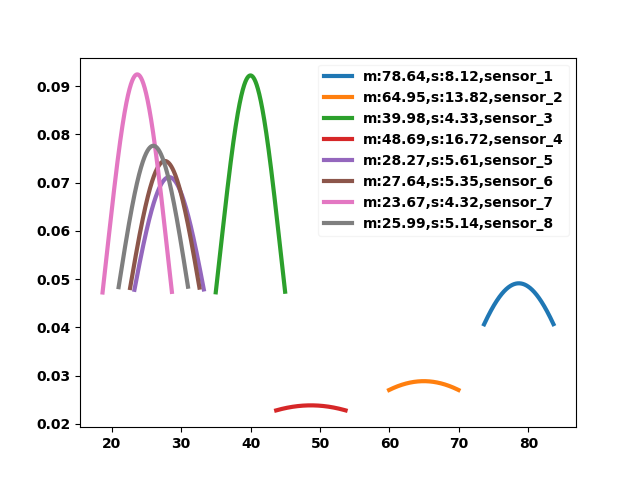 0.09
0.08
0.07
0.06
0.05
0.04
0.03
0.02
20 30 40 50 60 70 80
m:78.64,s:8.12,sensor_1
m:64.95,s:13.82,sensor_2
m:39.98,s:4.33,sensor_3
m:48.69,s:16.72,sensor_4
m:28.27,s:5.61,sensor_5
m:27.64,s:5.35,sensor_6
m:23.67,s:4.32,sensor_7
m:25.99,s:5.14,sensor_8